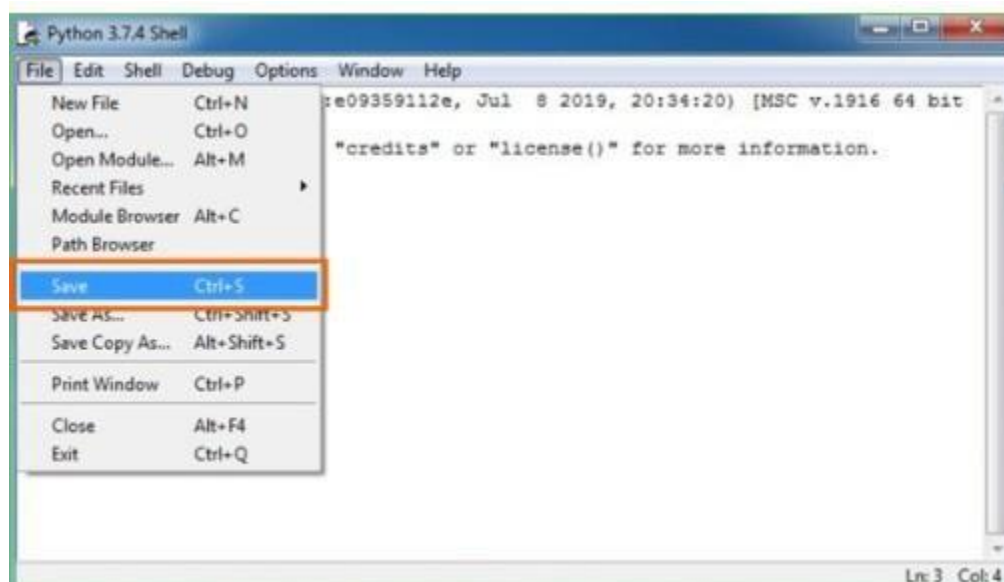 Python 3.7.4 Shell
File Edit Shell Debug Options Window Help
New File Ctrl+N
:e09359112e, Jul 8 2019, 20:34:20) [MSC v.1916 64 bit
Open... Ctrl+O
Open Module... Alt+M
"credits" or "license()" for more information.
Recent Files
Module Browser Alt+C
Path Browser
Save Ctrl+S
Save As... Ctrl+Shift+S
Save Copy As... Alt+Shift+S
Print Window Ctrl+P
Close Alt+F4
Exit Ctrl+Q
Ln: 3 Col: 4